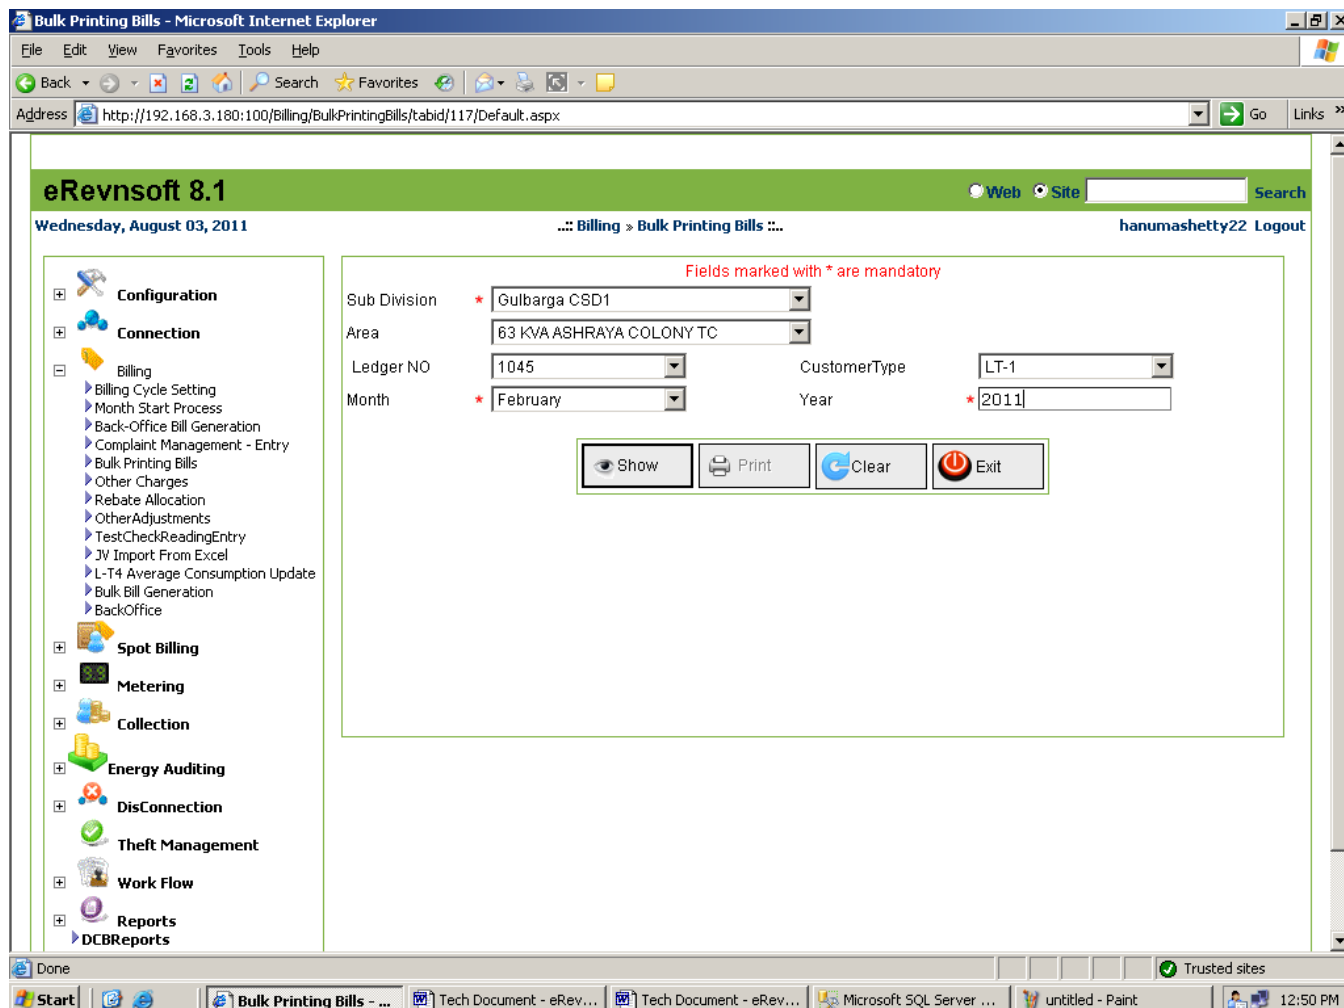 Bulk Printing Bills - Microsoft Internet Explorer
File Edit View Favorites Tools Help
Back Search Favorites
Address http://192.168.3.180:100/Billing/BulkPrintingBills/tabid/117/Default.aspx Go Links »
eRevnsoft 8.1
Web Site Search
Wednesday, August 03, 2011 ..:: Billing » Bulk Printing Bills ::.. hanumashetty22 Logout
Configuration
Connection
Billing
Billing Cycle Setting
Month Start Process
Back-Office Bill Generation
Complaint Management - Entry
Bulk Printing Bills
Other Charges
Rebate Allocation
OtherAdjustments
TestCheckReadingEntry
JV Import From Excel
L-T4 Average Consumption Update
Bulk Bill Generation
BackOffice
Spot Billing
Metering
Collection
Energy Auditing
DisConnection
Theft Management
Work Flow
Reports
DCBReports
Fields marked with * are mandatory
Sub Division * Gulbarga CSD1
Area 63 KVA ASHRAYA COLONY TC
Ledger NO 1045 CustomerType LT-1
Month * February Year * 2011
Show Print Clear Exit
Done Trusted sites
Start Bulk Printing Bills - ... Tech Document - eRev... Tech Document - eRev... Microsoft SQL Server ... untitled - Paint 12:50 PM